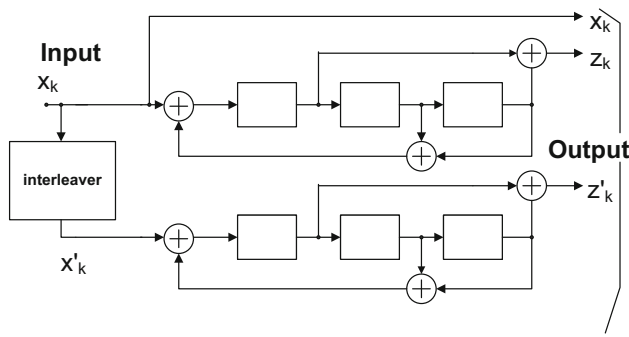 x_k
Input
x_k
z_k
Output
interleaver
z'_k
x'_k